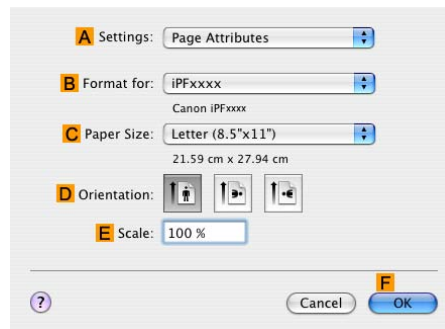 A Settings: Page Attributes
B Format for: iPFxxxx
Canon iPFxxxx
C Paper Size: Letter (8.5"x11")
21.59 cm x 27.94 cm
D Orientation:
E Scale: 100 %
F
? Cancel OK